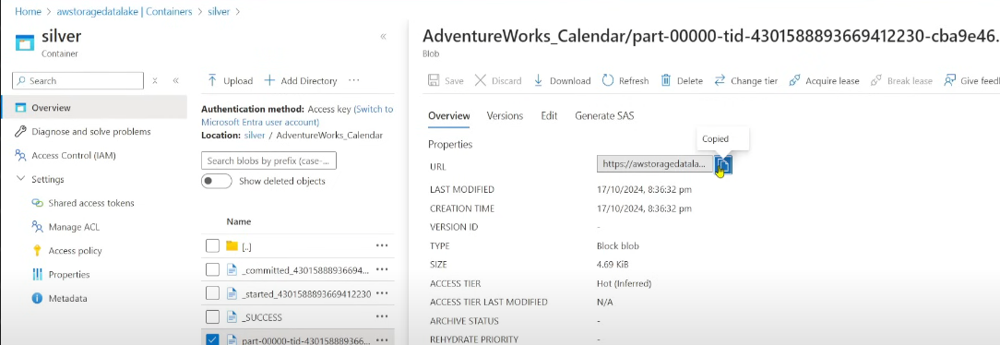 Home > awstoragedatalake | Containers > silver >
silver
Container
Search
Overview
Diagnose and solve problems
Access Control (IAM)
Settings
Shared access tokens
Manage ACL
Access policy
Properties
Metadata
Upload Add Directory ...
Authentication method: Access key (Switch to
Microsoft Entra user account)
Location: silver / AdventureWorks_Calendar
Search blobs by prefix (case-...
Show deleted objects
Name
[..]
_committed_43015888936694...
_started_4301588893669412230
_SUCCESS
part-00000-tid-430158889366...
AdventureWorks_Calendar/part-00000-tid-4301588893669412230-cba9e46.
Blob
Save Discard Download Refresh Delete Change tier Acquire lease Break lease Give feed
Overview Versions Edit Generate SAS
Copied
Properties
URL https://awstoragedatala...
LAST MODIFIED 17/10/2024, 8:36:32 pm
CREATION TIME 17/10/2024, 8:36:32 pm
VERSION ID -
TYPE Block blob
SIZE 4.69 KiB
ACCESS TIER Hot (Inferred)
ACCESS TIER LAST MODIFIED N/A
ARCHIVE STATUS -
REHYDRATE PRIORITY -